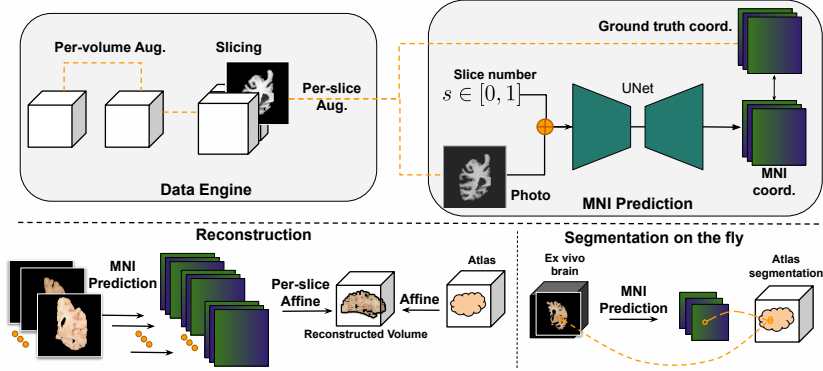 Per-volume Aug.
Slicing
Per-slice
Aug.
Data Engine
Ground truth coord.
Slice number
s ∈ [0, 1]
UNet
Photo
MNI
coord.
MNI Prediction
Reconstruction
MNI
Prediction
Per-slice
Affine
Reconstructed Volume
Affine
Atlas
Segmentation on the fly
Ex vivo
brain
MNI
Prediction
Atlas
segmentation